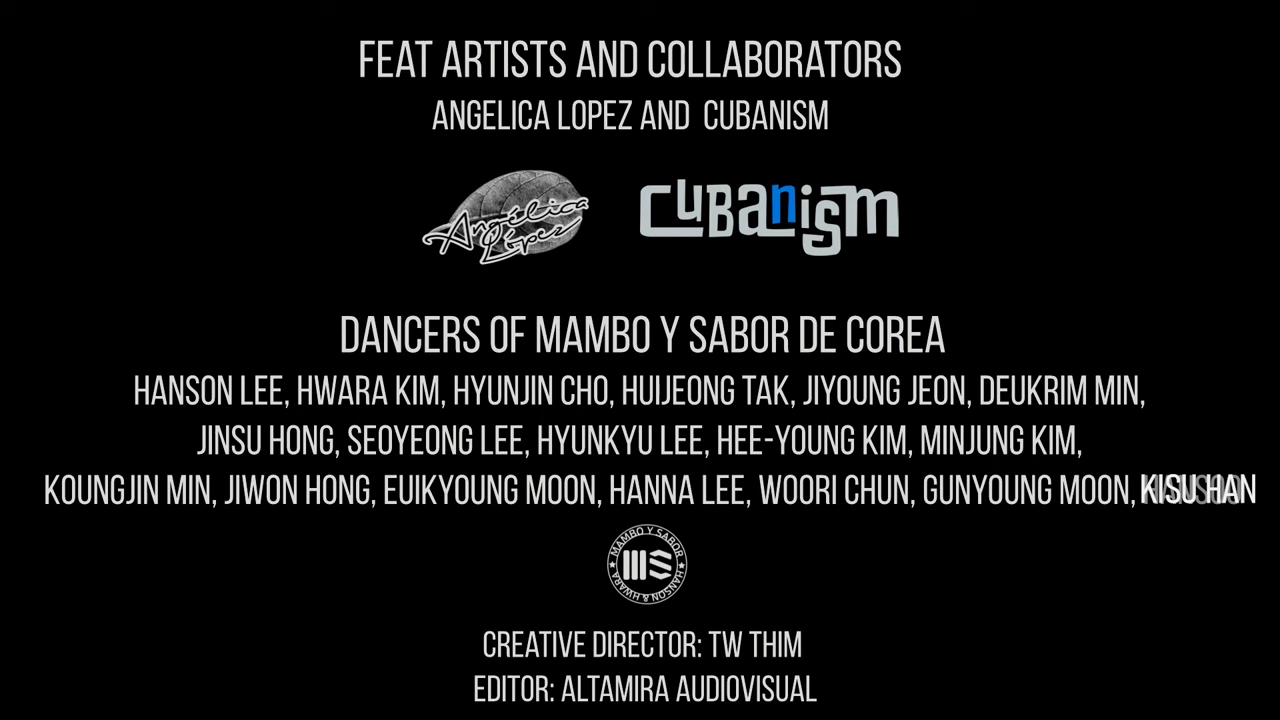 FEAT ARTISTS AND COLLABORATORS
ANGELICA LOPEZ AND CUBANISM
Angélica
López
CUBANISM
DANCERS OF MAMBO Y SABOR DE COREA
HANSON LEE, HWARA KIM, HYUNJIN CHO, HUIJEONG TAK, JIYOUNG JEON, DEUKRIM MIN,
JINSU HONG, SEOYEONG LEE, HYUNKYU LEE, HEE-YOUNG KIM, MINJUNG KIM,
KOUNGJIN MIN, JIWON HONG, EUIKYOUNG MOON, HANNA LEE, WOORI CHUN, GUNYOUNG MOON, KISU HAN
MAMBO Y SABOR
MS
HANSON & HWARA
CREATIVE DIRECTOR: TW THIM
EDITOR: ALTAMIRA AUDIOVISUAL